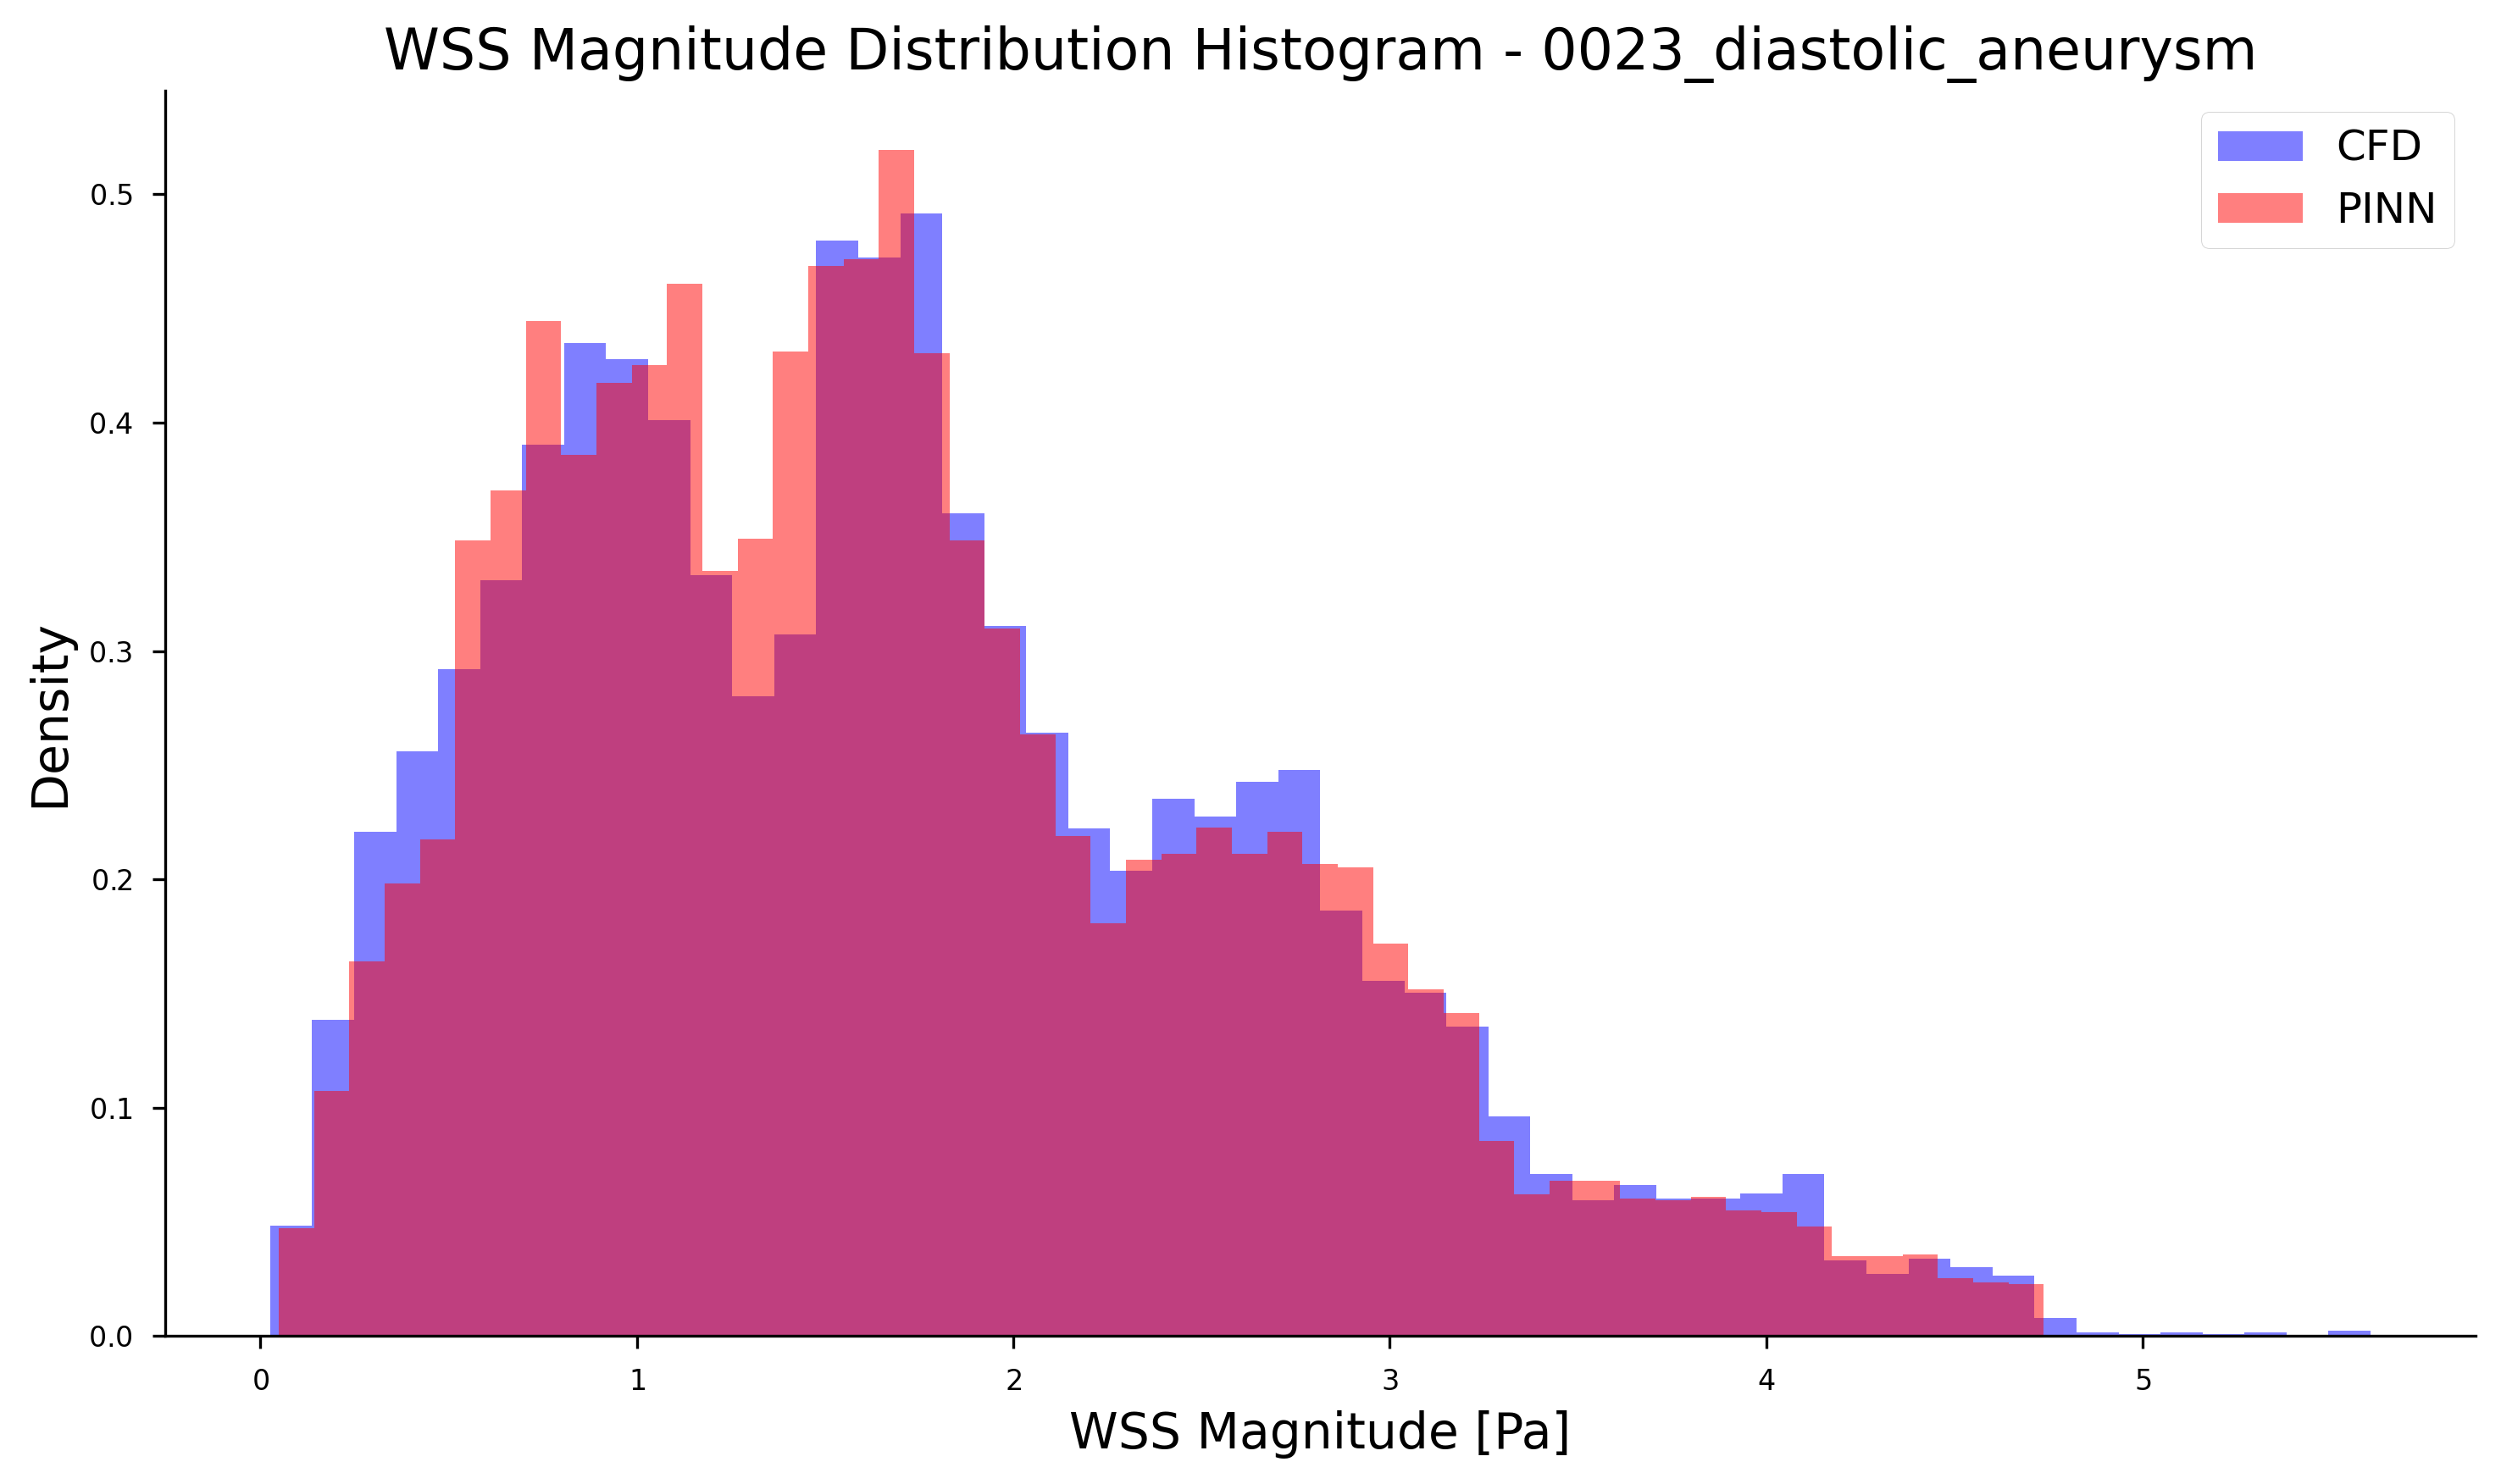 WSS Magnitude Distribution Histogram - 0023_diastolic_aneurysm
CFD
PINN
Density
0.5
0.4
0.3
0.2
0.1
0.0
0 1 2 3 4 5
WSS Magnitude [Pa]